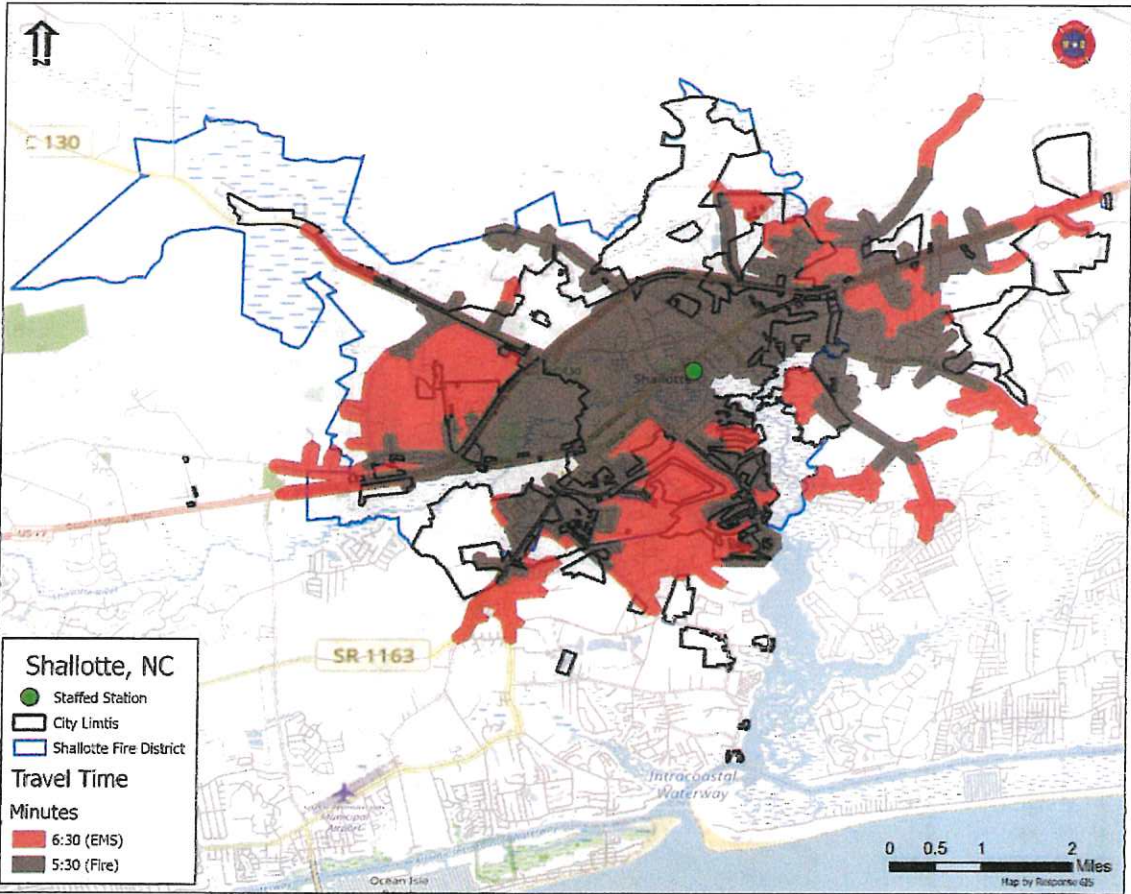 N
C 130
Shallotte
SR 1163
Intracoastal
Waterway
Municipal
Airport
Ocean Isle
Shallotte, NC
Staffed Station
City Limtis
Shallotte Fire District
Travel Time
Minutes
6:30 (EMS)
5:30 (Fire)
0 0.5 1 2
Miles
Map by Response GIS